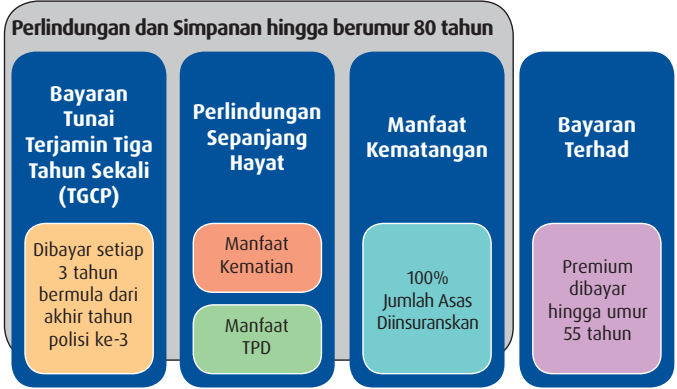 Perlindungan dan Simpanan hingga berumur 80 tahun
Bayaran
Tunai
Terjamin Tiga
Tahun Sekali
(TGCP)
Dibayar setiap
3 tahun
bermula dari
akhir tahun
polisi ke-3
Perlindungan
Sepanjang
Hayat
Manfaat
Kematian
Manfaat
TPD
Manfaat
Kematangan
100%
Jumlah Asas
Diinsuranskan
Bayaran
Terhad
Premium
dibayar
hingga umur
55 tahun